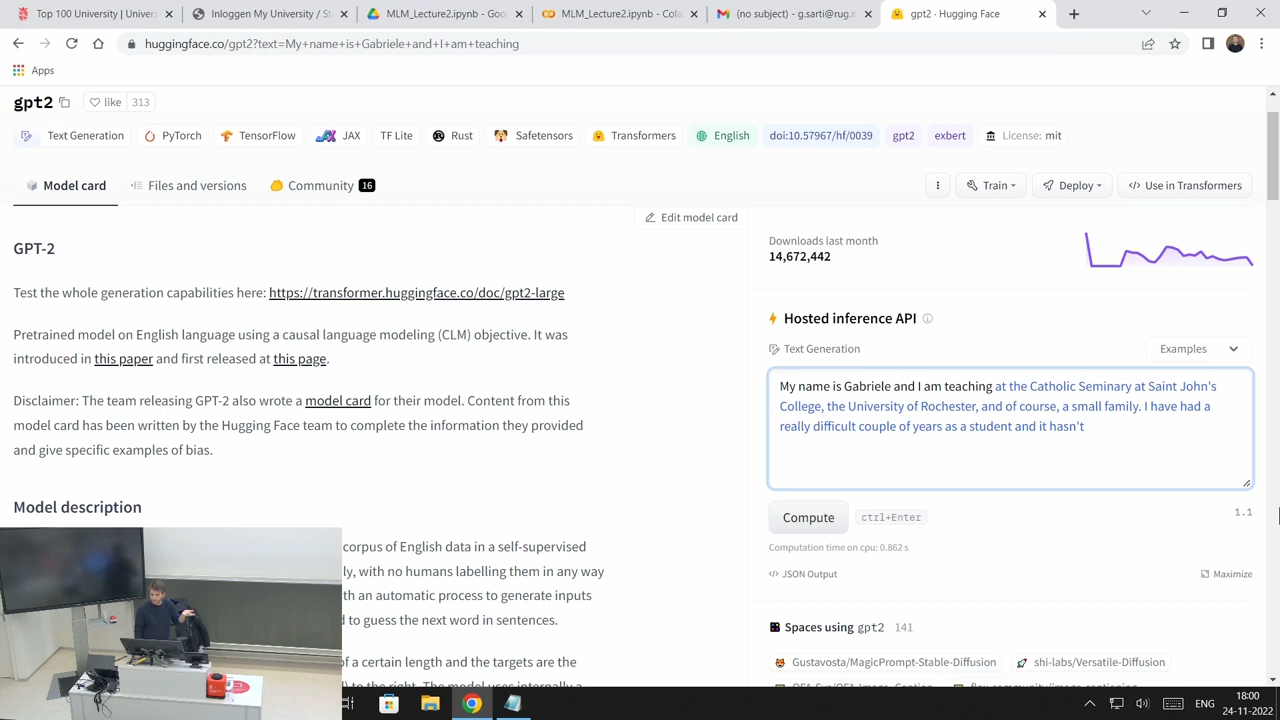 Top 100 University | Univers
Inloggen My University / St
MLM_Lecture2.ipynb - Goo
MLM_Lecture2.ipynb - Cola
(no subject) - g.sarti@rug.n
gpt2 · Hugging Face
huggingface.co/gpt2?text=My+name+is+Gabriele+and+I+am+teaching
Apps
gpt2
like 313
Text Generation PyTorch TensorFlow JAX TF Lite Rust Safetensors Transformers English doi:10.57967/hf/0039 gpt2 exbert License: mit
Model card Files and versions Community 16
Train Deploy </> Use in Transformers
Edit model card
GPT-2
Test the whole generation capabilities here: https://transformer.huggingface.co/doc/gpt2-large
Pretrained model on English language using a causal language modeling (CLM) objective. It was
introduced in this paper and first released at this page.
Disclaimer: The team releasing GPT-2 also wrote a model card for their model. Content from this
model card has been written by the Hugging Face team to complete the information they provided
and give specific examples of bias.
Model description
corpus of English data in a self-supervised
ly, with no humans labelling them in any way
th an automatic process to generate inputs
d to guess the next word in sentences.
of a certain length and the targets are the
to the right. The model uses internally a
Downloads last month
14,672,442
Hosted inference API
Text Generation
Examples
My name is Gabriele and I am teaching at the Catholic Seminary at Saint John's
College, the University of Rochester, and of course, a small family. I have had a
really difficult couple of years as a student and it hasn't
Compute ctrl+Enter
1.1
Computation time on cpu: 0.862 s
</> JSON Output
Maximize
Spaces using gpt2 141
Gustavosta/MagicPrompt-Stable-Diffusion
shi-labs/Versatile-Diffusion
ENG
18:00
24-11-2022